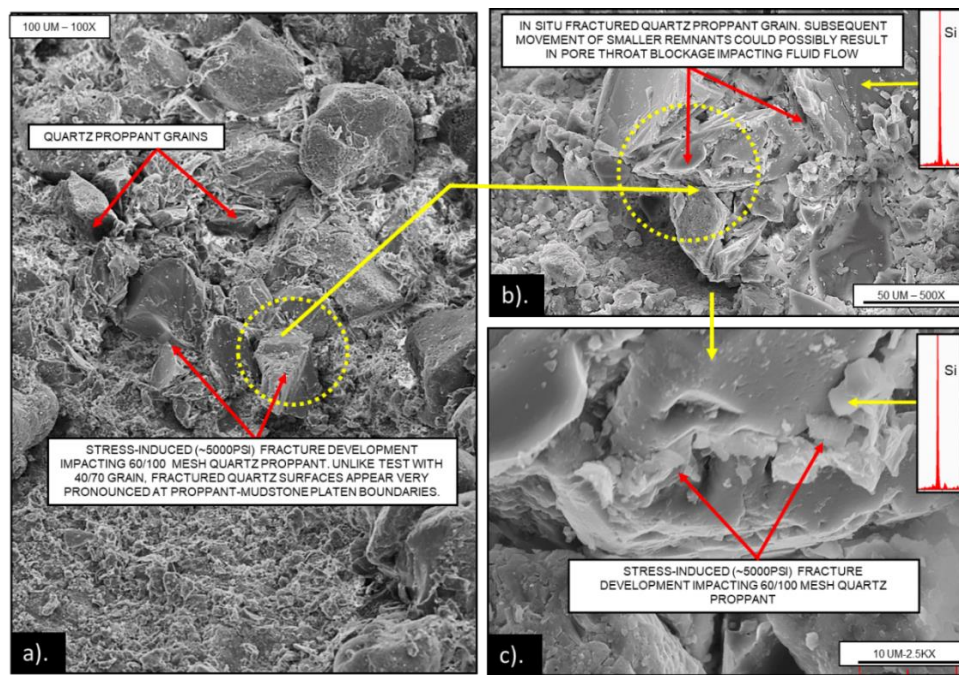 100 UM – 100X
QUARTZ PROPPANT GRAINS
STRESS-INDUCED (~5000PSI) FRACTURE DEVELOPMENT
IMPACTING 60/100 MESH QUARTZ PROPPANT. UNLIKE TEST WITH
40/70 GRAIN, FRACTURED QUARTZ SURFACES APPEAR VERY
PRONOUNCED AT PROPPANT-MUDSTONE PLATEN BOUNDARIES.
a).
IN SITU FRACTURED QUARTZ PROPPANT GRAIN. SUBSEQUENT
MOVEMENT OF SMALLER REMNANTS COULD POSSIBLY RESULT
IN PORE THROAT BLOCKAGE IMPACTING FLUID FLOW
Si
50 UM – 500X
b).
Si
STRESS-INDUCED (~5000PSI) FRACTURE
DEVELOPMENT IMPACTING 60/100 MESH QUARTZ
PROPPANT
10 UM-2.5KX
c).